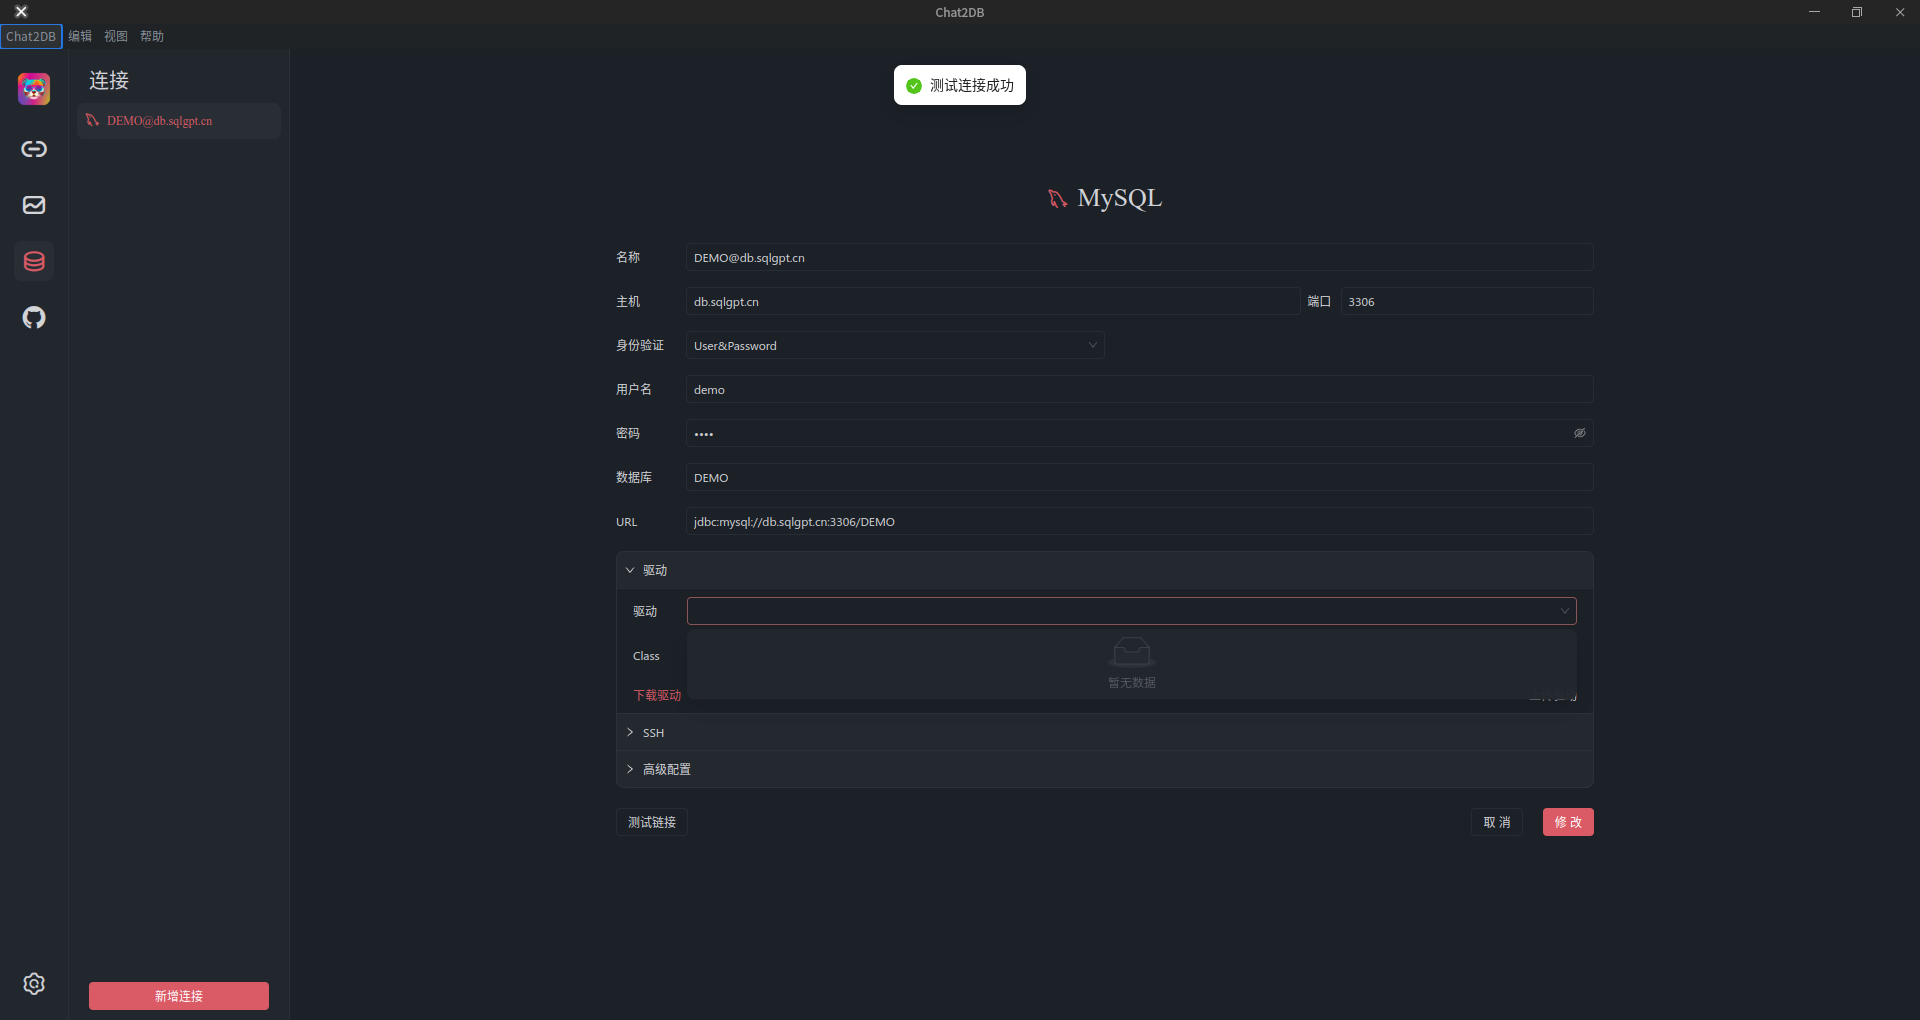 Chat2DB
Chat2DB 编辑 视图 帮助
连接
DEMO@db.sqlgpt.cn
测试连接成功
MySQL
名称 DEMO@db.sqlgpt.cn
主机 db.sqlgpt.cn 端口 3306
身份验证 User&Password
用户名 demo
密码 ••••
数据库 DEMO
URL jdbc:mysql://db.sqlgpt.cn:3306/DEMO
驱动
驱动
Class
暂无数据
下载驱动
SSH
高级配置
测试链接 取 消 修 改
新增连接